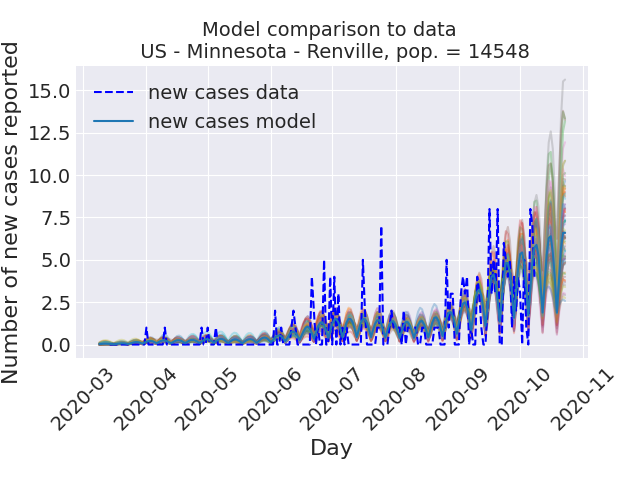 Model comparison to data
US - Minnesota - Renville, pop. = 14548
Number of new cases reported
15.0
12.5
10.0
7.5
5.0
2.5
0.0
new cases data
new cases model
2020-03
2020-04
2020-05
2020-06
2020-07
2020-08
2020-09
2020-10
2020-11
Day